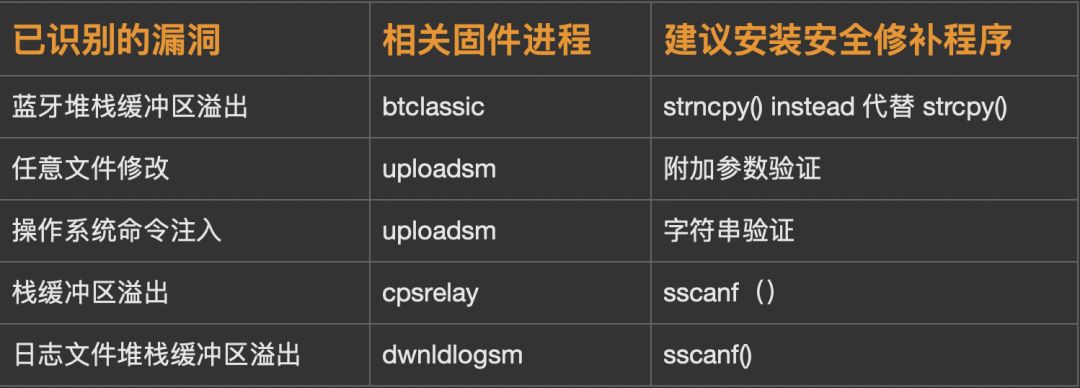 已识别的漏洞 相关固件进程 建议安装安全修补程序
蓝牙堆栈缓冲区溢出 btclassic strncpy() instead 代替 strcpy()
任意文件修改 uploadsm 附加参数验证
操作系统命令注入 uploadsm 字符串验证
栈缓冲区溢出 cpsrelay sscanf（）
日志文件堆栈缓冲区溢出 dwnldlogsm sscanf()